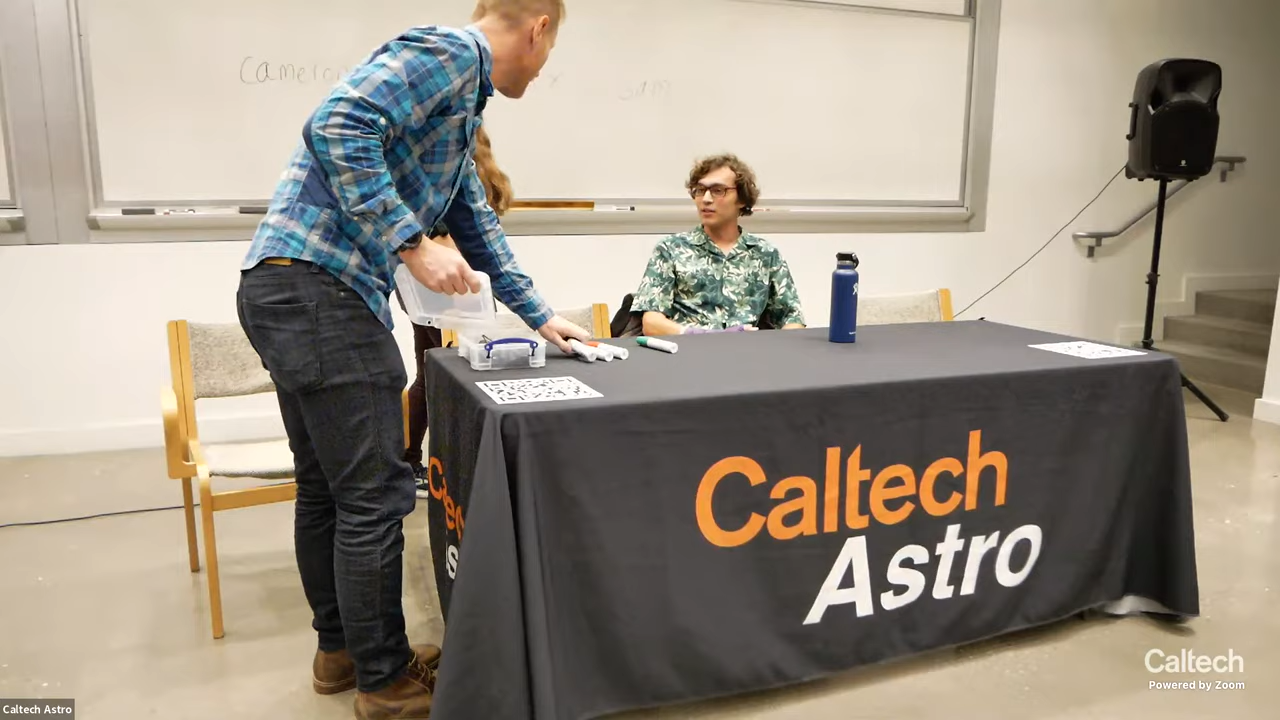 Cameron
sam
Caltech
Astro
Caltech
Powered by Zoom
Caltech Astro